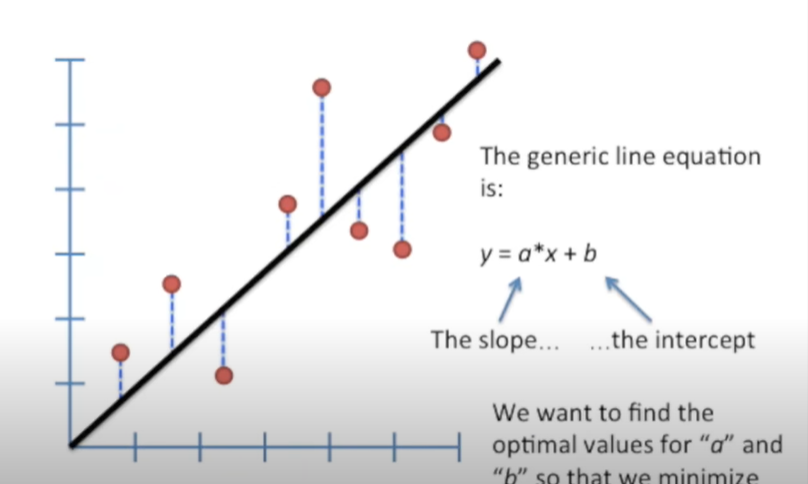 The generic line equation
is:
y = a*x + b
The slope… …the intercept
We want to find the
optimal values for “a” and
“b” so that we minimize